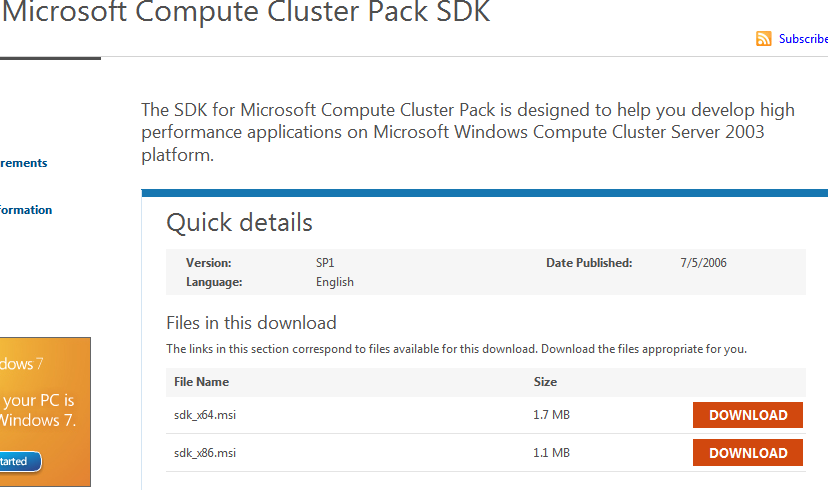 Microsoft Compute Cluster Pack SDK
Subscribe
The SDK for Microsoft Compute Cluster Pack is designed to help you develop high
performance applications on Microsoft Windows Compute Cluster Server 2003
platform.
rements
formation
Quick details
Version: SP1 Date Published: 7/5/2006
Language: English
Files in this download
The links in this section correspond to files available for this download. Download the files appropriate for you.
File Name Size
sdk_x64.msi 1.7 MB DOWNLOAD
sdk_x86.msi 1.1 MB DOWNLOAD
dows 7
your PC is
Windows 7.
tarted